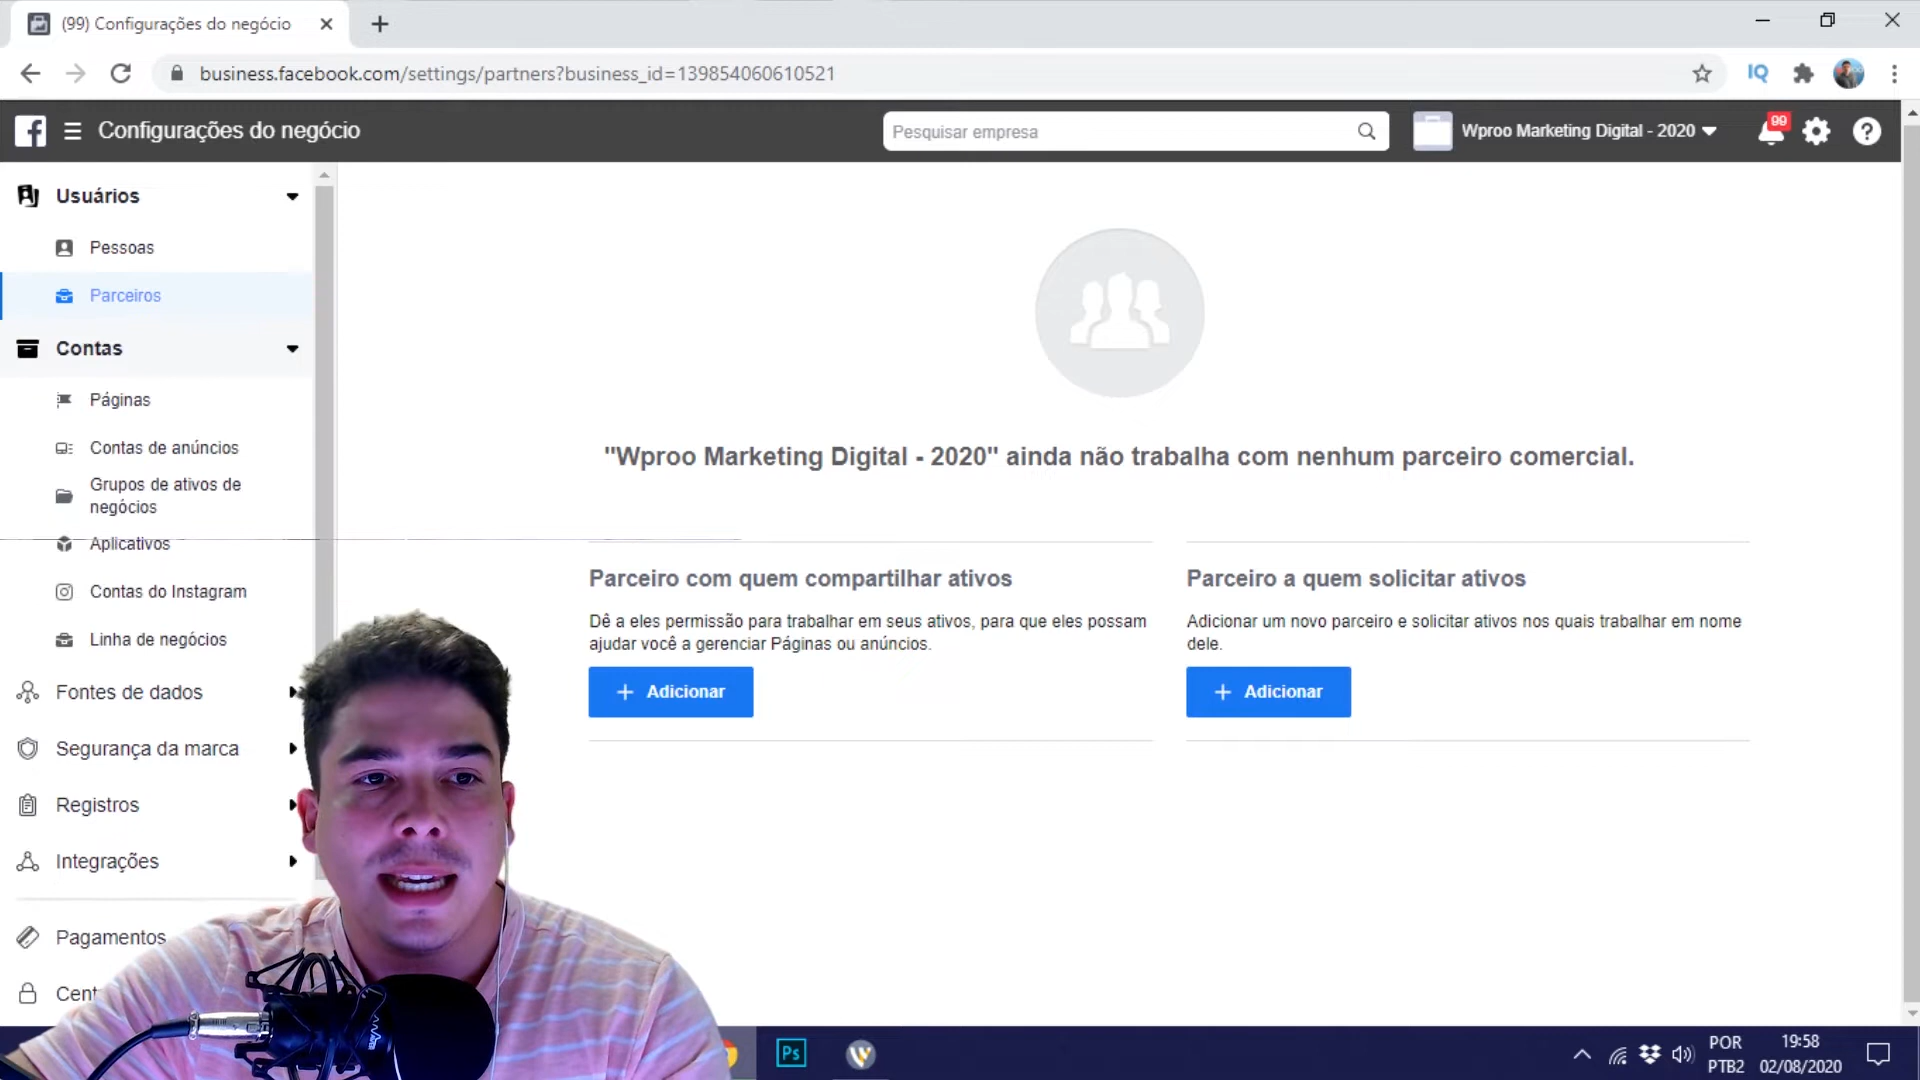 (99) Configurações do negócio
business.facebook.com/settings/partners?business_id=139854060610521
IQ
Configurações do negócio
Pesquisar empresa
Wproo Marketing Digital - 2020
99
Usuários
Pessoas
Parceiros
Contas
Páginas
Contas de anúncios
Grupos de ativos de
negócios
Aplicativos
Contas do Instagram
Linha de negócios
Fontes de dados
Segurança da marca
Registros
Integrações
Pagamentos
Cent
"Wproo Marketing Digital - 2020" ainda não trabalha com nenhum parceiro comercial.
Parceiro com quem compartilhar ativos
Dê a eles permissão para trabalhar em seus ativos, para que eles possam
ajudar você a gerenciar Páginas ou anúncios.
+ Adicionar
Parceiro a quem solicitar ativos
Adicionar um novo parceiro e solicitar ativos nos quais trabalhar em nome
dele.
+ Adicionar
Ps
POR
PTB2
19:58
02/08/2020